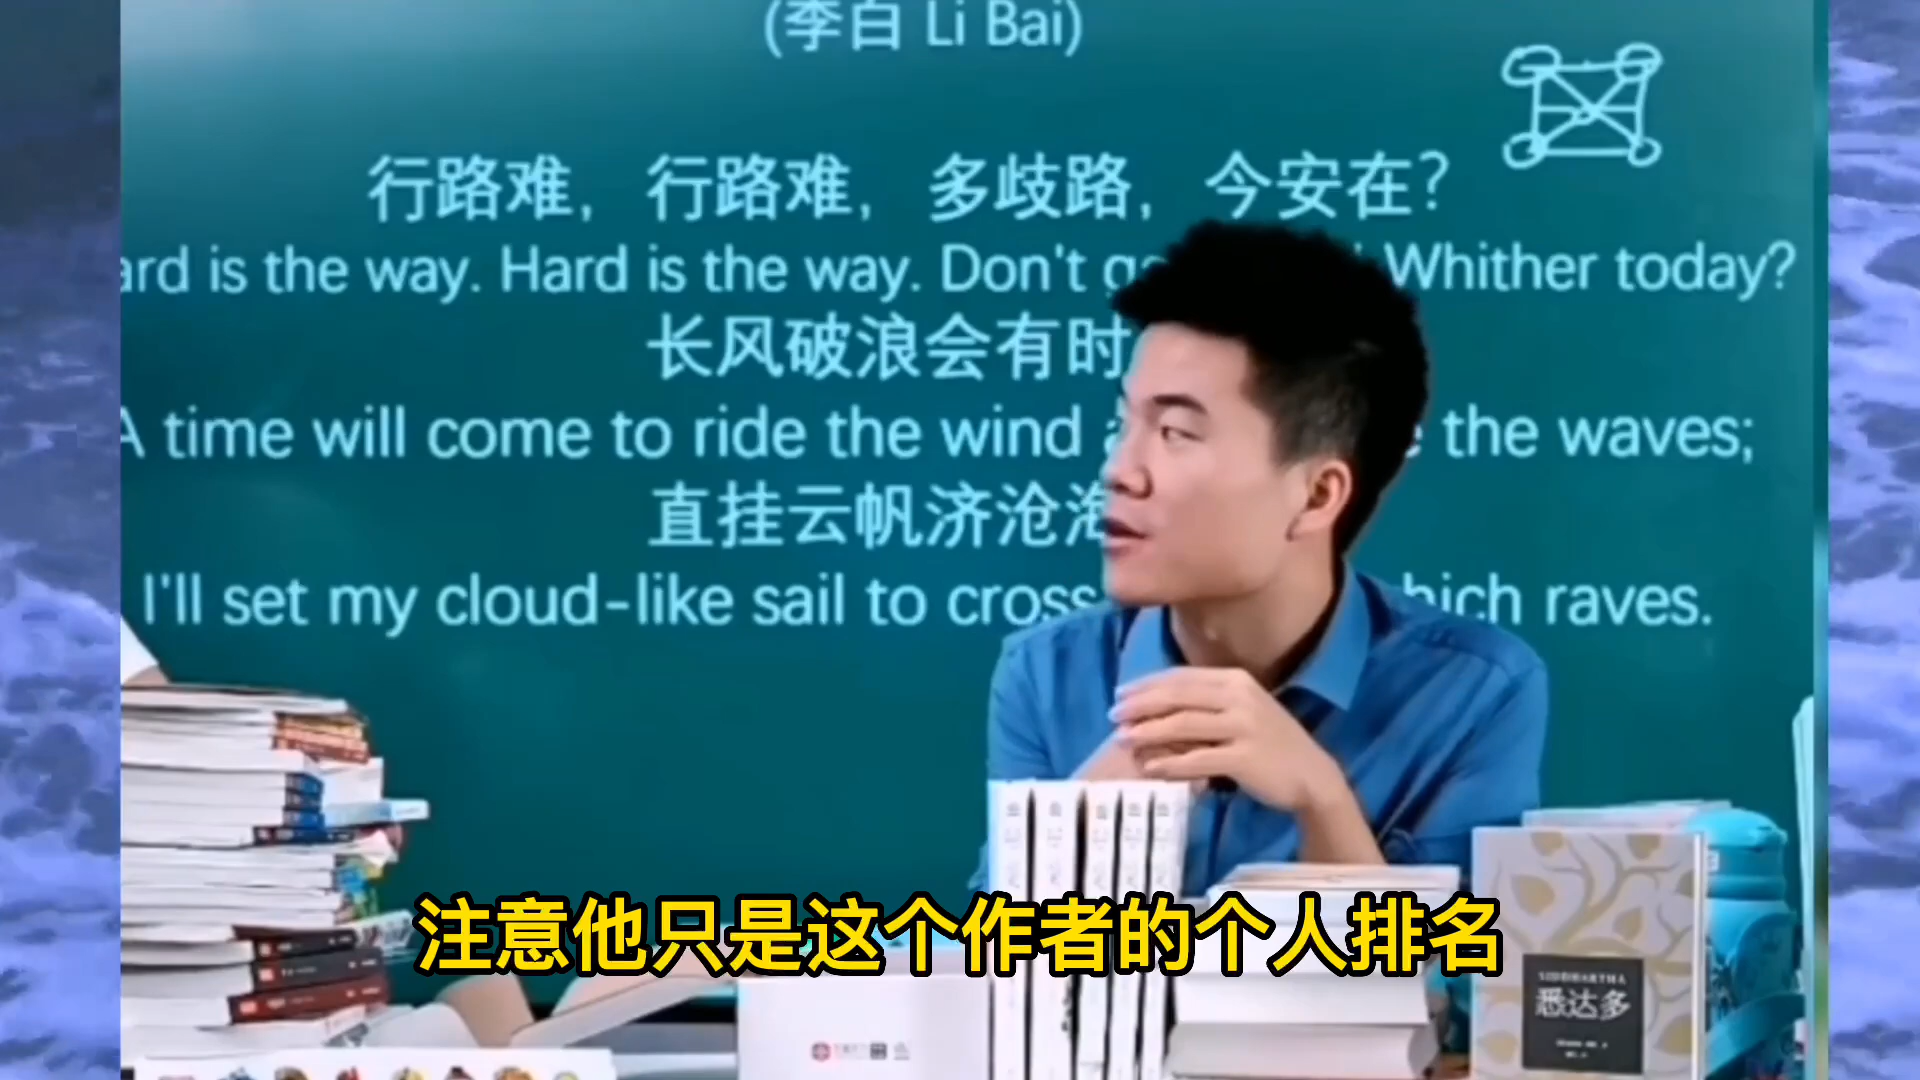 (李白 Li Bai)
行路难，行路难，多歧路，今安在?
ard is the way. Hard is the way. Don't g Whither today?
长风破浪会有时
A time will come to ride the wind the waves;
直挂云帆济沧海
I'll set my cloud-like sail to cross hich raves.
注意他只是这个作者的个人排名
SIDDHARTHA
悉达多